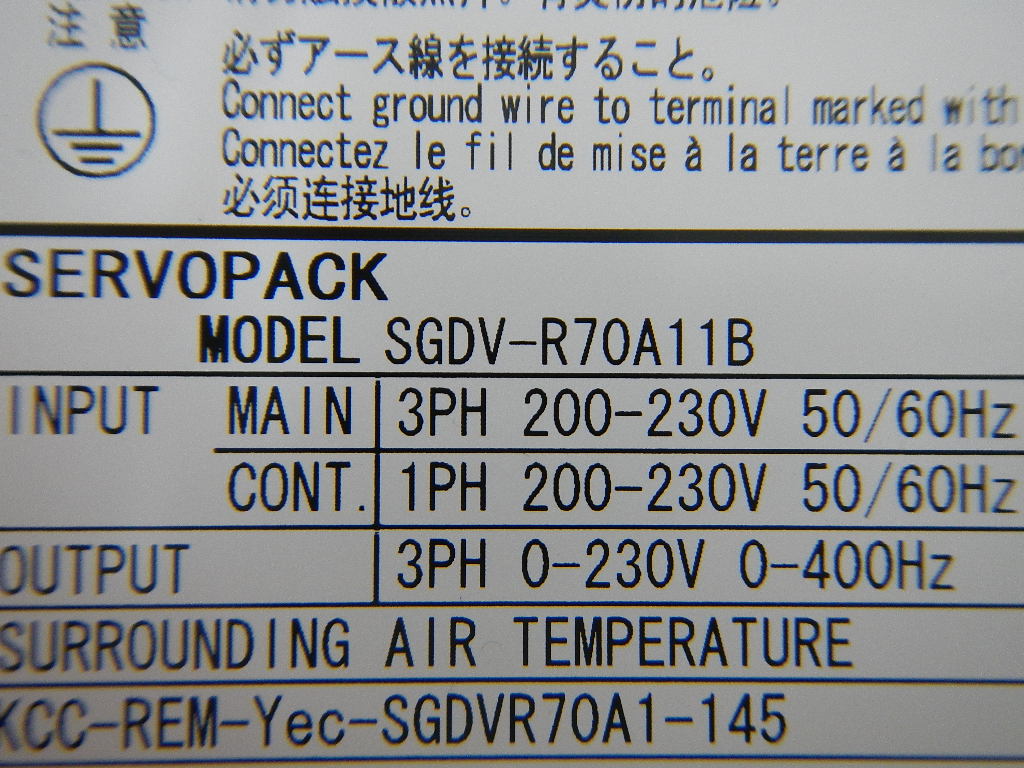 注意
必ずアース線を接続すること。
Connect ground wire to terminal marked with
Connectez le fil de mise à la terre à la bor
必须连接地线。
SERVOPACK
MODEL SGDV-R70A11B
INPUT MAIN 3PH 200-230V 50/60Hz
CONT. 1PH 200-230V 50/60Hz
OUTPUT 3PH 0-230V 0-400Hz
SURROUNDING AIR TEMPERATURE
KCC-REM-Yec-SGDVR70A1-145